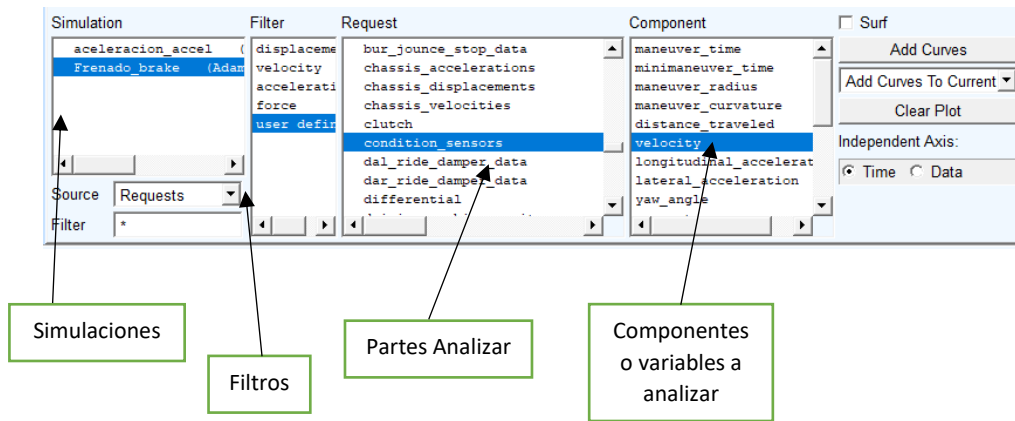 Simulation Filter Request Component Surf
aceleracion_accel (
Frenado_brake (Adam
Source Requests
Filter *
displaceme
velocity
accelerati
force
user defin
bur_jounce_stop_data
chassis_accelerations
chassis_displacements
chassis_velocities
clutch
condition_sensors
dal_ride_damper_data
dar_ride_damper_data
differential
maneuver_time
minimaneuver_time
maneuver_radius
maneuver_curvature
distance_traveled
velocity
longitudinal_accelerat
lateral_acceleration
yaw_angle
Add Curves
Add Curves To Current
Clear Plot
Independent Axis:
Time Data
Simulaciones
Filtros
Partes Analizar
Componentes
o variables a
analizar